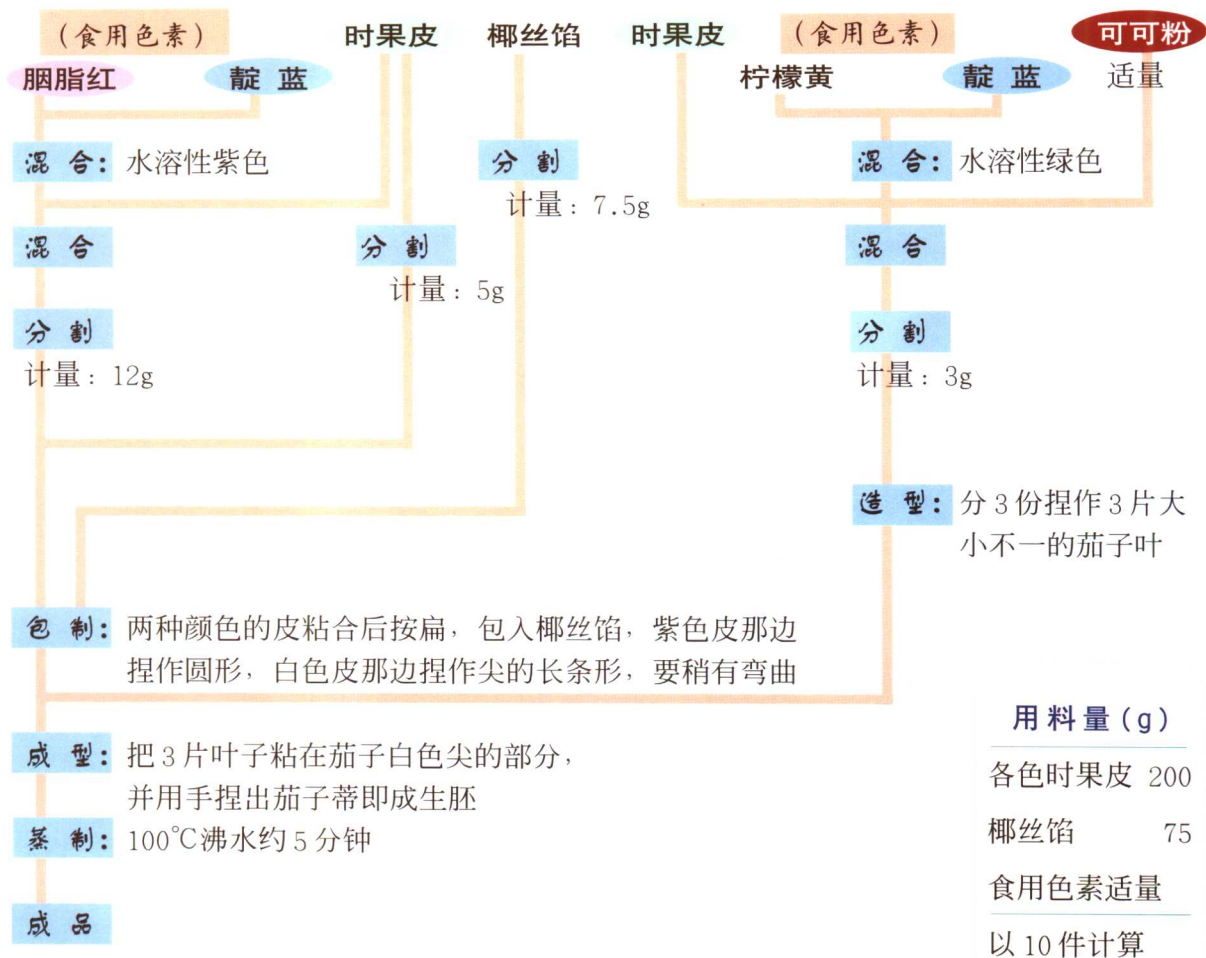 (食用色素) 时果皮 椰丝馅 时果皮 (食用色素) 可可粉
胭脂红 靛蓝 柠檬黄 靛蓝 适量
混合：水溶性紫色 分割 混合：水溶性绿色
计量：7.5g
混合 分割 混合
计量：5g
分割 分割
计量：12g 计量：3g
造型：分3份捏作3片大
小不一的茄子叶
包制：两种颜色的皮粘合后按扁，包入椰丝馅，紫色皮那边
捏作圆形，白色皮那边捏作尖的长条形，要稍有弯曲
成型：把3片叶子粘在茄子白色尖的部分，
并用手捏出茄子蒂即成生胚
蒸制：100℃沸水约5分钟
成品
用料量(g)
各色时果皮 200
椰丝馅 75
食用色素适量
以10件计算